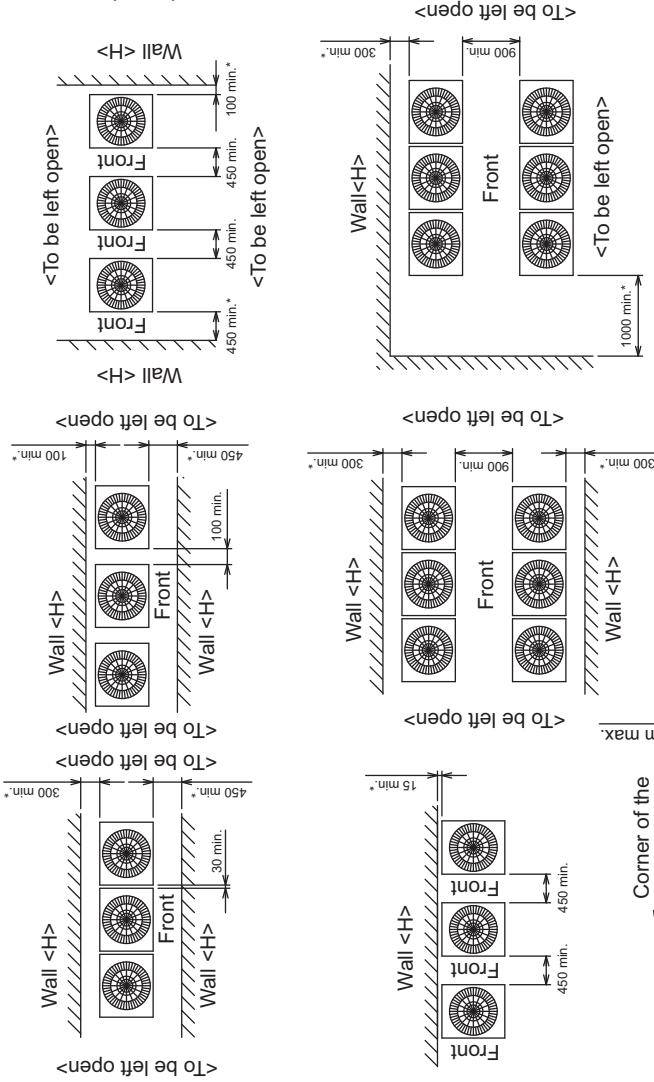 <To be left open>
Wall <H>
<To be left open>
100 min.*
Front
450 min.
Front
450 min.
Front
450 min.*
<To be left open>
Wall <H>
<To be left open>
300 min.*
Wall<H>
900 min.
Front
<To be left open>
1000 min.*
<To be left open>
100 min.*
Wall <H>
Front
100 min.
450 min.*
Wall <H>
<To be left open>
<To be left open>
300 min.*
Wall <H>
900 min.
Front
300 min.*
Wall <H>
<To be left open>
<To be left open>
300 min.*
Wall <H>
Front
30 min.
450 min.*
Wall <H>
<To be left open>
15 min.*
Wall <H>
Front
450 min.
Front
450 min.
Front
max.
Corner of the